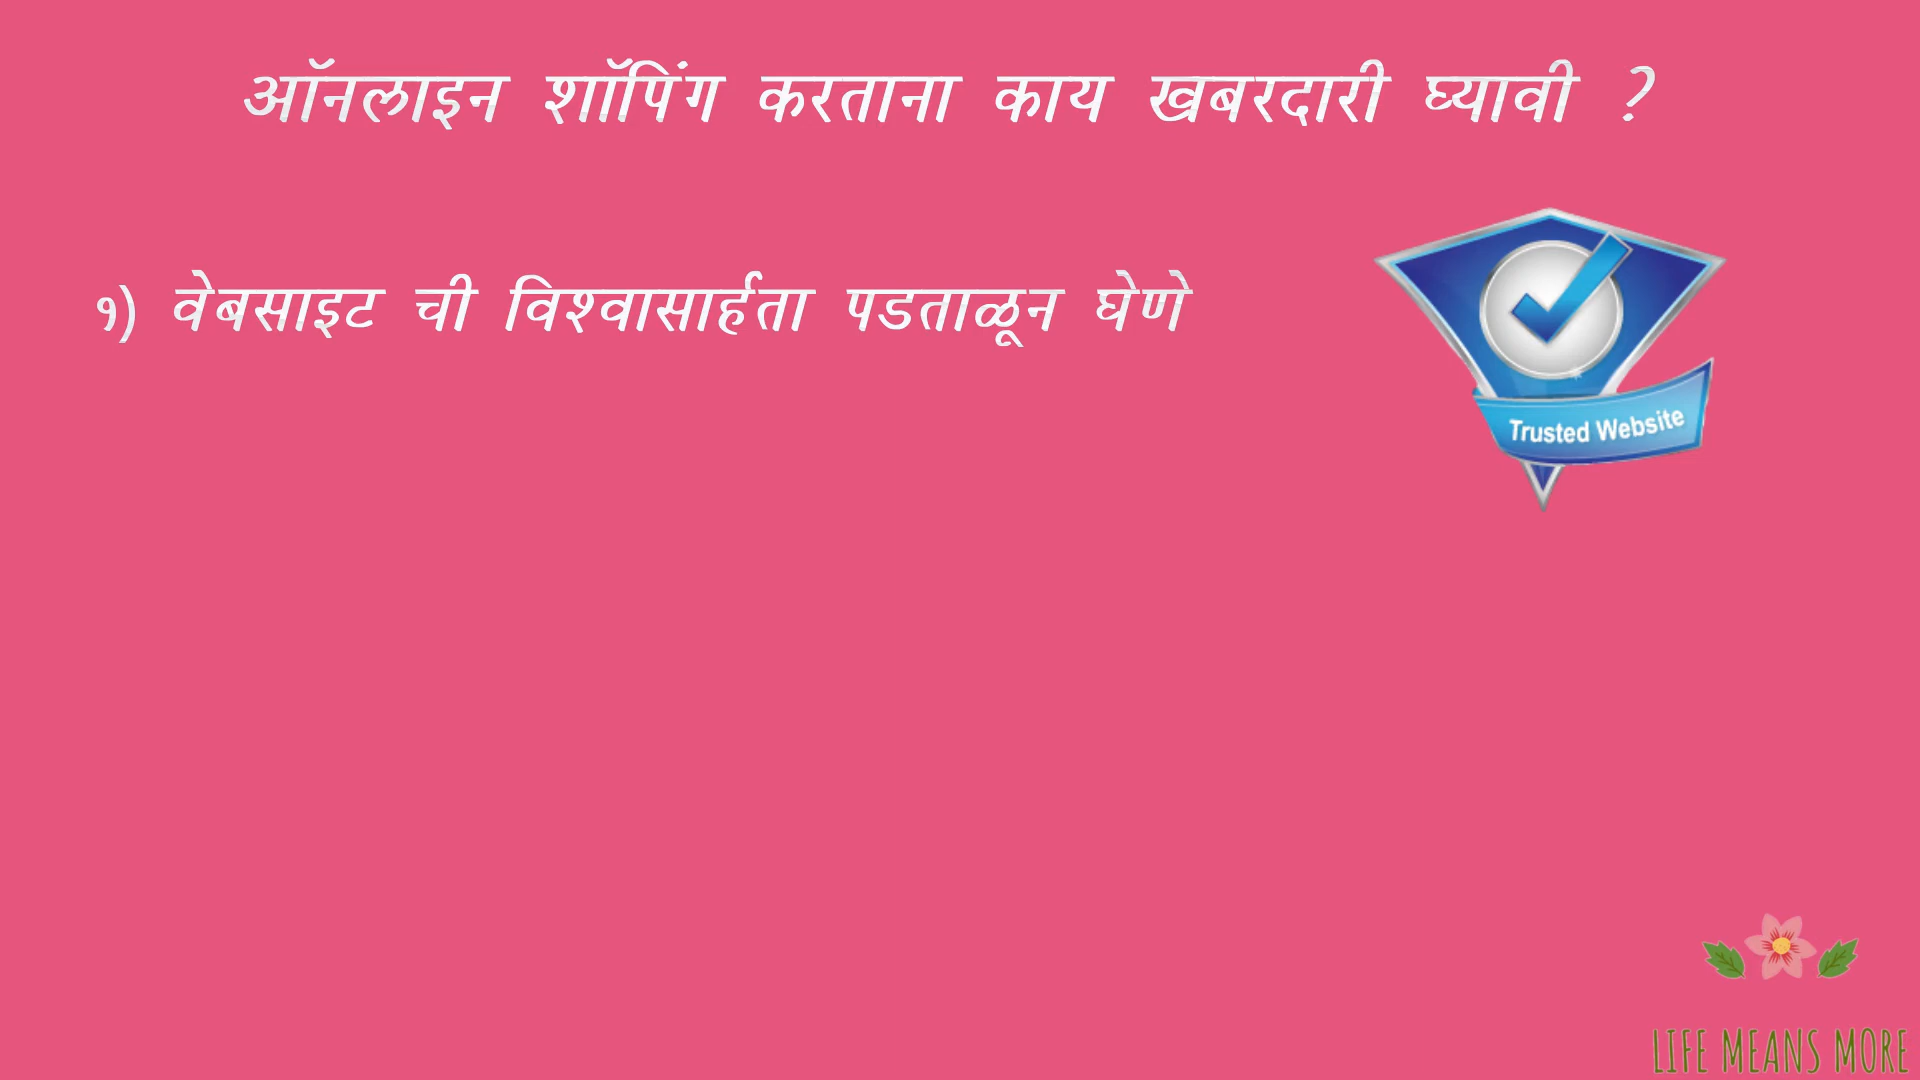 ऑनलाइन शॉपिंग करताना काय खबरदारी घ्यावी ?
१) वेबसाइट ची विश्वासार्हता पडताळून घेणे
Trusted Website
LIFE MEANS MORE